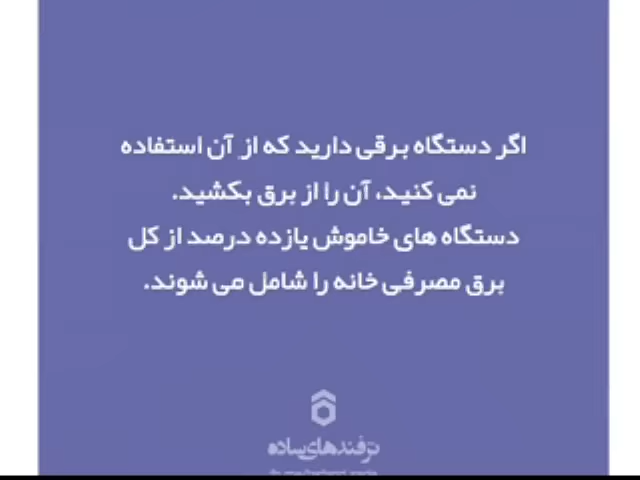 اگر دستگاه برقی دارید که از آن استفاده
نمی کنید، آن را از برق بکشید.
دستگاه های خاموش یازده درصد از کل
برق مصرفی خانه را شامل می شوند.
ترفندهای ساده